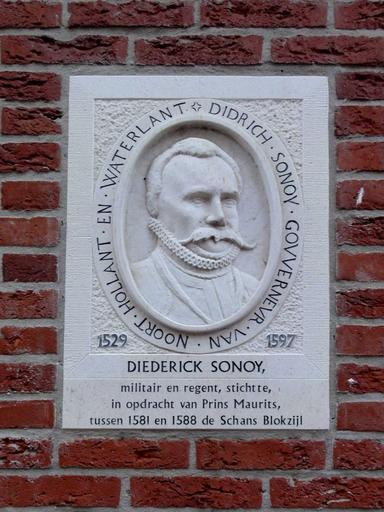 DIDRICH · SONOY · GOVVERNEVR · VAN · NOORT · HOLLANT · EN · WATERLANT
1529 1597
DIEDERICK SONOY,
militair en regent, stichtte,
in opdracht van Prins Maurits,
tussen 1581 en 1588 de Schans Blokzijl